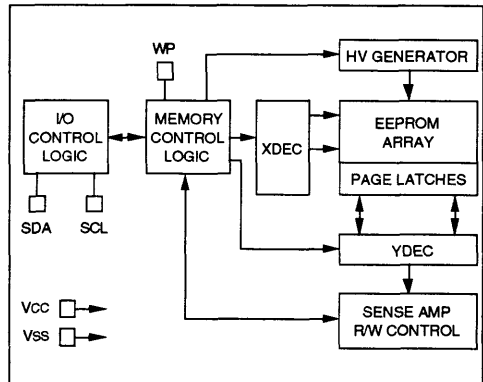 WP
HV GENERATOR
I/O
CONTROL
LOGIC
MEMORY
CONTROL
LOGIC
XDEC
EEPROM
ARRAY
PAGE LATCHES
SDA
SCL
YDEC
VCC
VSS
SENSE AMP
R/W CONTROL